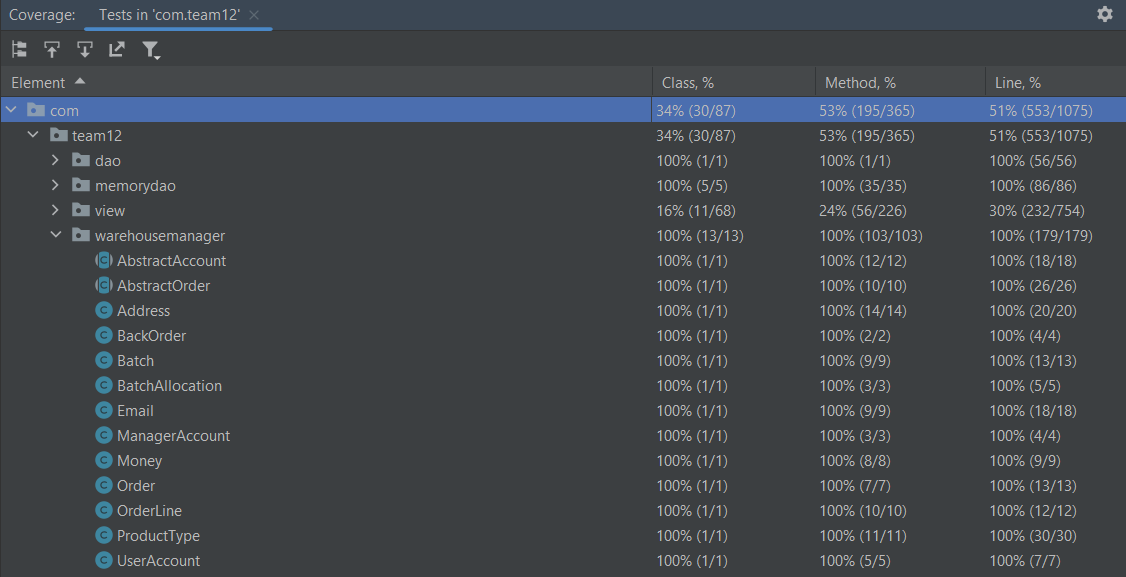 Coverage: Tests in 'com.team12'
Element Class, % Method, % Line, %
com 34% (30/87) 53% (195/365) 51% (553/1075)
team12 34% (30/87) 53% (195/365) 51% (553/1075)
dao 100% (1/1) 100% (1/1) 100% (56/56)
memorydao 100% (5/5) 100% (35/35) 100% (86/86)
view 16% (11/68) 24% (56/226) 30% (232/754)
warehousemanager 100% (13/13) 100% (103/103) 100% (179/179)
C AbstractAccount 100% (1/1) 100% (12/12) 100% (18/18)
C AbstractOrder 100% (1/1) 100% (10/10) 100% (26/26)
C Address 100% (1/1) 100% (14/14) 100% (20/20)
C BackOrder 100% (1/1) 100% (2/2) 100% (4/4)
C Batch 100% (1/1) 100% (9/9) 100% (13/13)
C BatchAllocation 100% (1/1) 100% (3/3) 100% (5/5)
C Email 100% (1/1) 100% (9/9) 100% (18/18)
C ManagerAccount 100% (1/1) 100% (3/3) 100% (4/4)
C Money 100% (1/1) 100% (8/8) 100% (9/9)
C Order 100% (1/1) 100% (7/7) 100% (13/13)
C OrderLine 100% (1/1) 100% (10/10) 100% (12/12)
C ProductType 100% (1/1) 100% (11/11) 100% (30/30)
C UserAccount 100% (1/1) 100% (5/5) 100% (7/7)